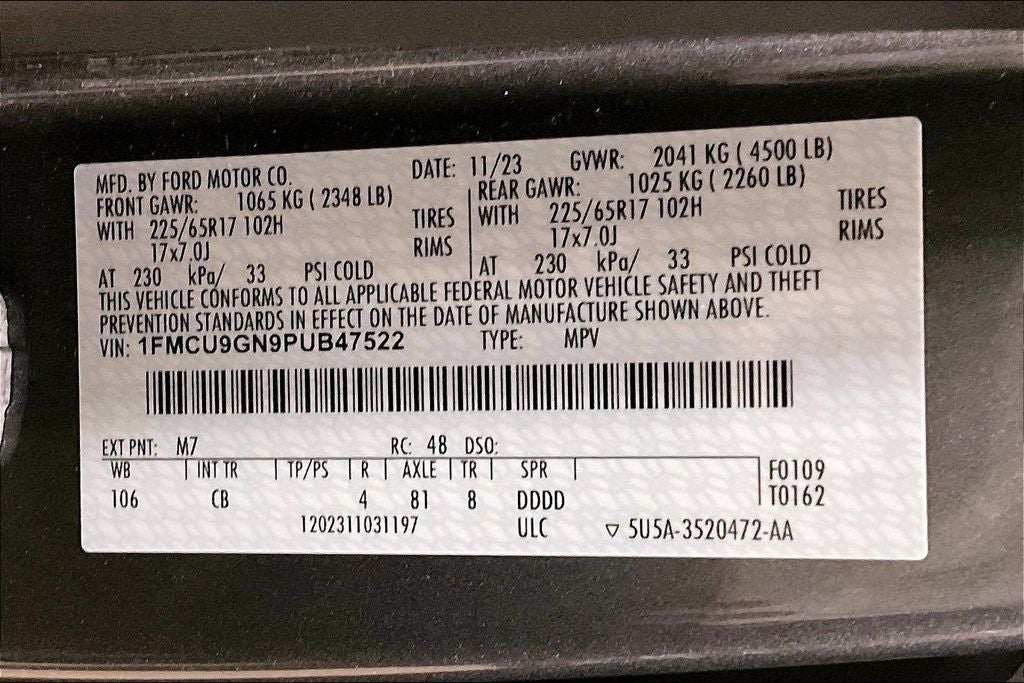 MFD. BY FORD MOTOR CO. DATE: 11/23 GVWR: 2041 KG ( 4500 LB)
FRONT GAWR: 1065 KG ( 2348 LB) REAR GAWR: 1025 KG ( 2260 LB)
WITH 225/65R17 102H TIRES WITH 225/65R17 102H TIRES
17x7.0J RIMS 17x7.0J RIMS
AT 230 kPa/ 33 PSI COLD AT 230 kPa/ 33 PSI COLD
THIS VEHICLE CONFORMS TO ALL APPLICABLE FEDERAL MOTOR VEHICLE SAFETY AND THEFT
PREVENTION STANDARDS IN EFFECT ON THE DATE OF MANUFACTURE SHOWN ABOVE.
VIN: 1FMCU9GN9PUB47522 TYPE: MPV
EXT PNT: M7 RC: 48 DSO:
WB INT TR TP/PS R AXLE TR SPR F0109
106 CB 4 81 8 DDDD T0162
1202311031197 ULC ▽ 5U5A-3520472-AA